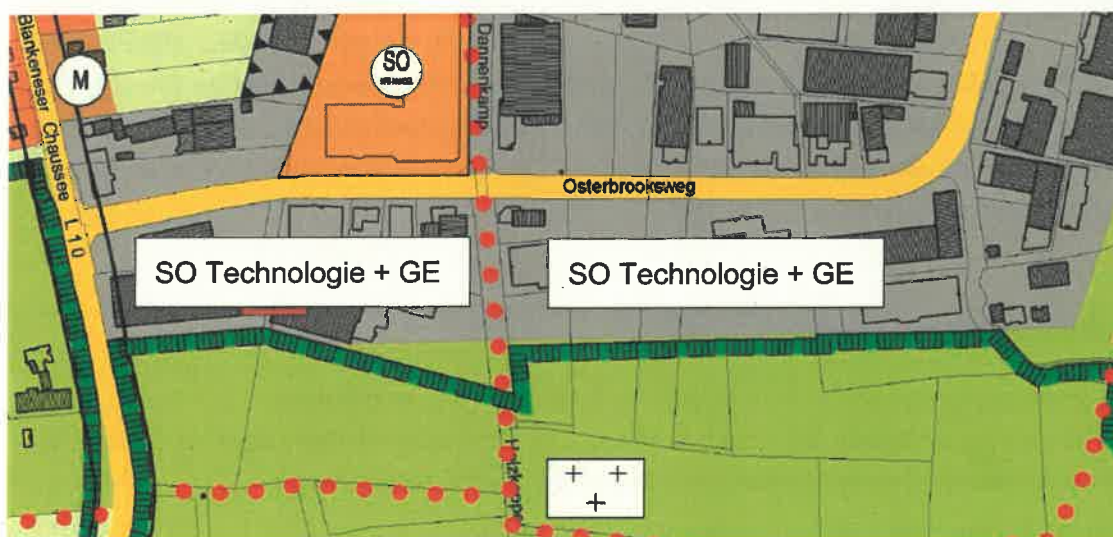 Blankeneser Chaussee L 10
M
SO
Dannenkamp
Osterbrooksweg
SO Technologie + GE
SO Technologie + GE